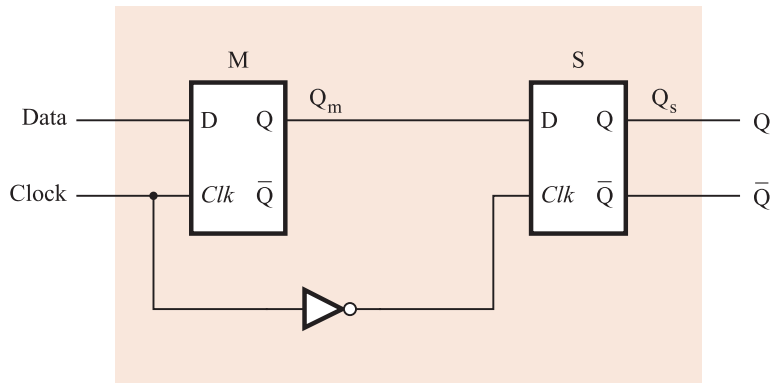 M S
Q_m Q_s
Data D Q D Q Q
Clock Clk Q̅ Clk Q̅ Q̅